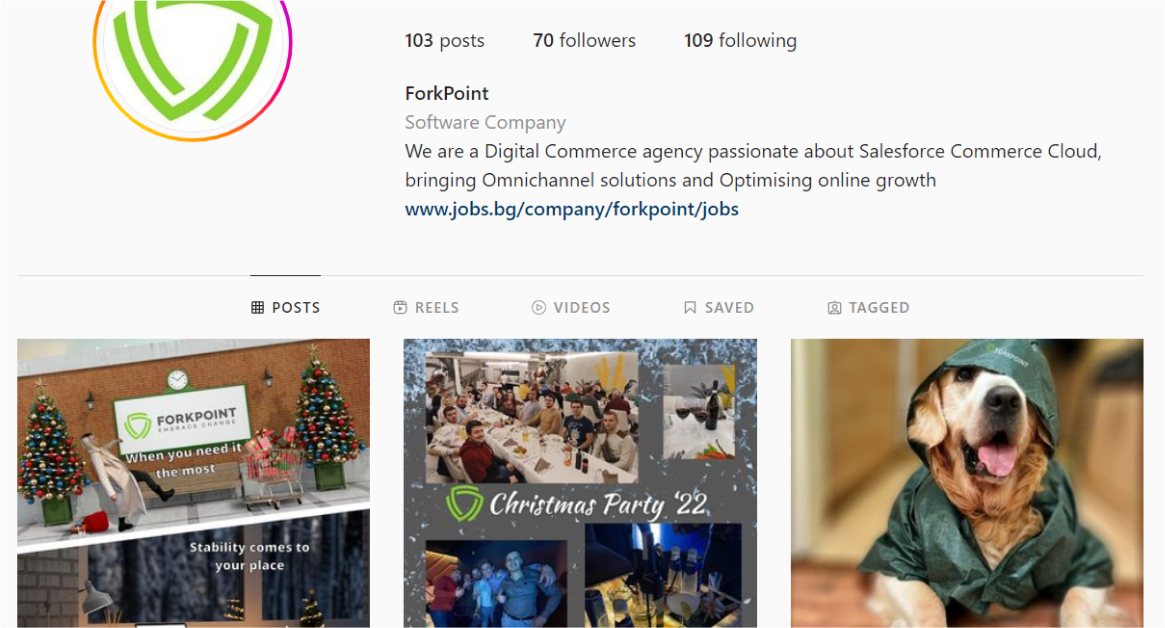 103 posts 70 followers 109 following
ForkPoint
Software Company
We are a Digital Commerce agency passionate about Salesforce Commerce Cloud,
bringing Omnichannel solutions and Optimising online growth
www.jobs.bg/company/forkpoint/jobs
POSTS REELS VIDEOS SAVED TAGGED
FORKPOINT
EMBRACE CHANGE
When you need it
the most
Stability comes to
your place
Christmas Party '22
FORKPOINT